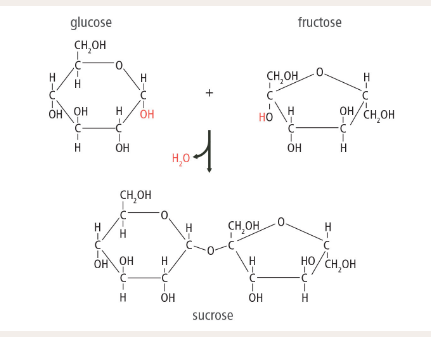 glucose fructose
CH2OH CH2OH
C O O
H H H H
C C + C C
OH OH HO CH2OH
H OH H H OH
C C C C
H OH OH H
H2O
CH2OH
C O CH2OH O
H H H H
C C O C C
OH OH H H HO CH2OH
H
C C C C
H OH OH H
sucrose